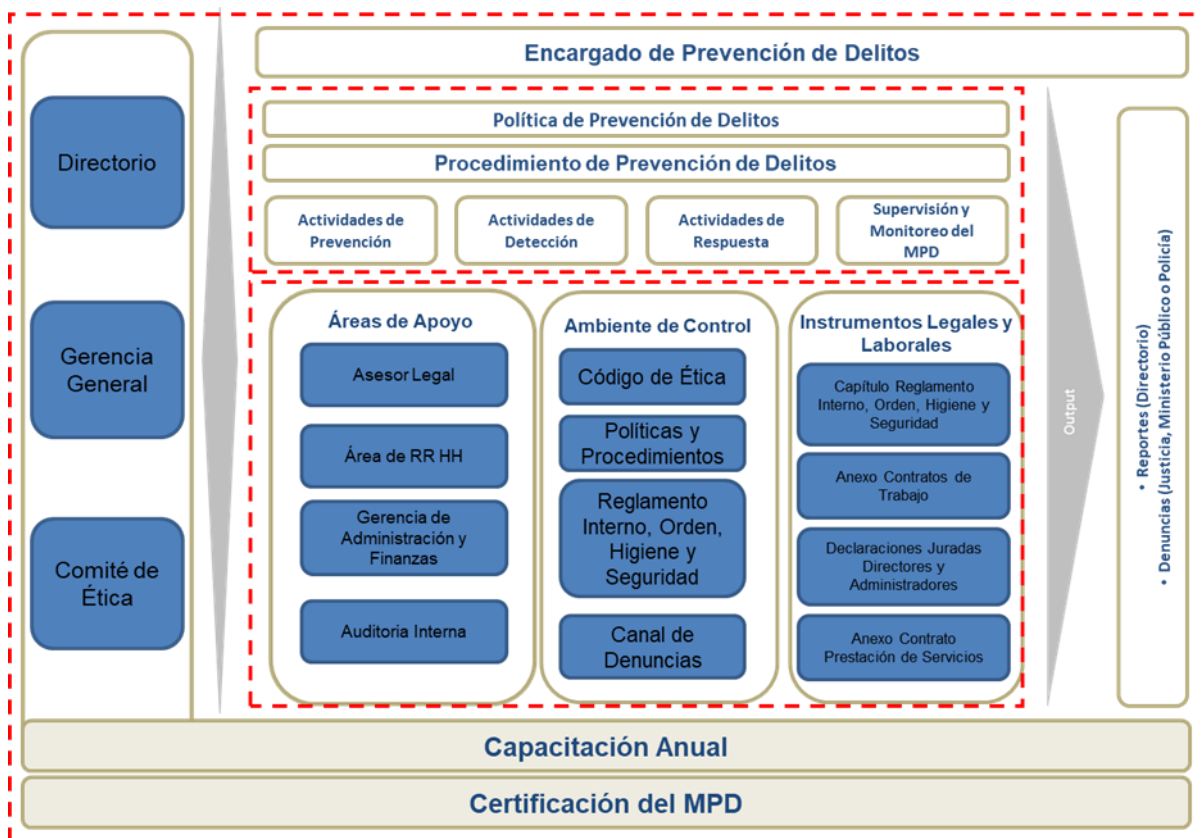 Directorio
Gerencia
General
Comité de
Ética
Encargado de Prevención de Delitos
Política de Prevención de Delitos
Procedimiento de Prevención de Delitos
Actividades de
Prevención
Actividades de
Detección
Actividades de
Respuesta
Supervisión y
Monitoreo del
MPD
Áreas de Apoyo
Asesor Legal
Área de RR HH
Gerencia de
Administración y
Finanzas
Auditoria Interna
Ambiente de Control
Código de Ética
Políticas y
Procedimientos
Reglamento
Interno, Orden,
Higiene y
Seguridad
Canal de
Denuncias
Instrumentos Legales y
Laborales
Capítulo Reglamento
Interno, Orden, Higiene y
Seguridad
Anexo Contratos de
Trabajo
Declaraciones Juradas
Directores y
Administradores
Anexo Contrato
Prestación de Servicios
Output
• Reportes (Directorio)
• Denuncias (Justicia, Ministerio Público o Policía)
Capacitación Anual
Certificación del MPD